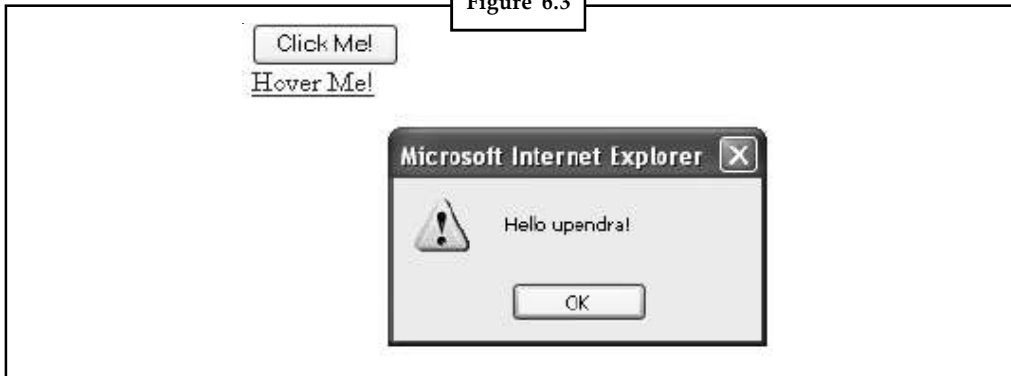 Figure 6.3
Click Me!
Hover Me!
Microsoft Internet Explorer
Hello upendra!
OK